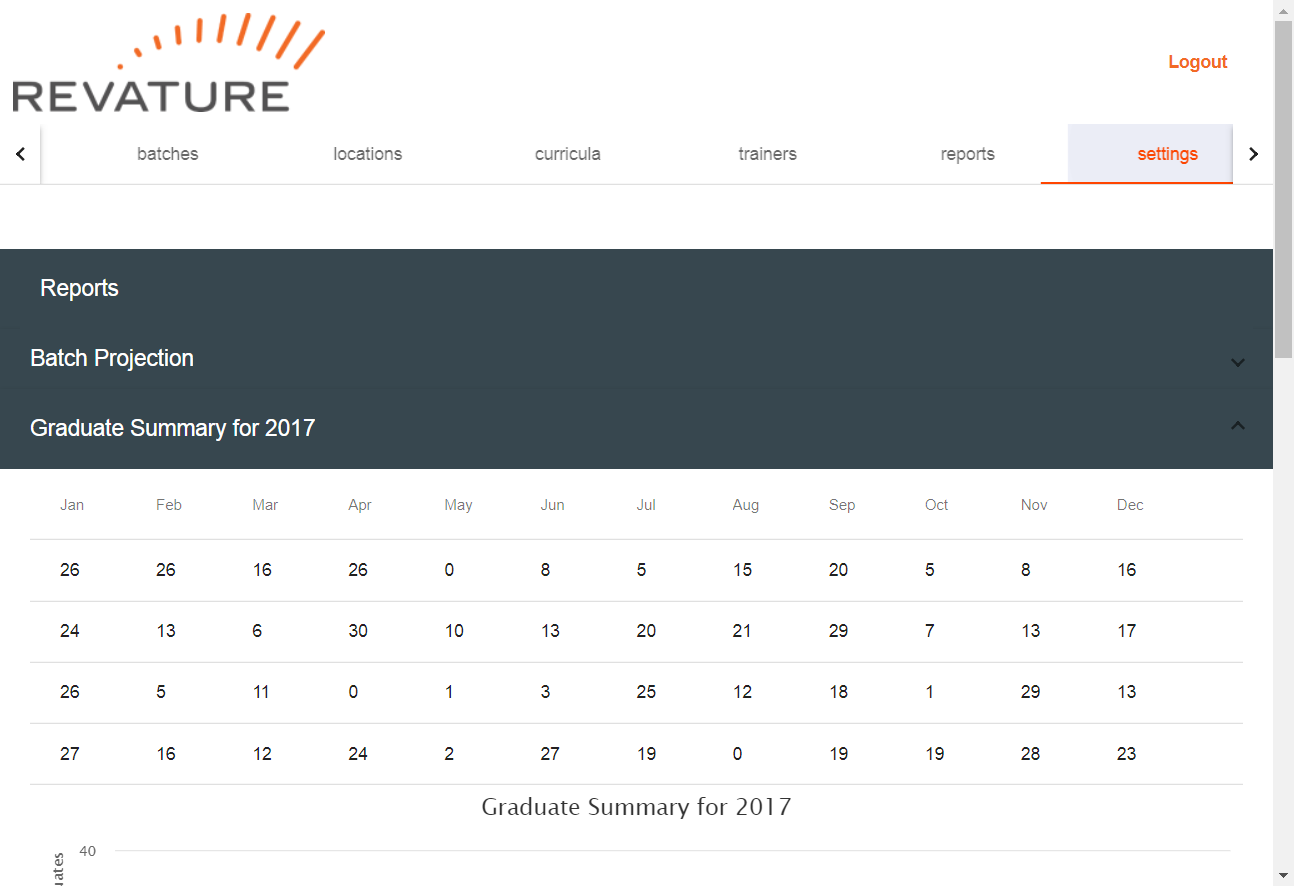 REVATURE
Logout
batches locations curricula trainers reports settings
Reports
Batch Projection
Graduate Summary for 2017
Jan Feb Mar Apr May Jun Jul Aug Sep Oct Nov Dec
26 26 16 26 0 8 5 15 20 5 8 16
24 13 6 30 10 13 20 21 29 7 13 17
26 5 11 0 1 3 25 12 18 1 29 13
27 16 12 24 2 27 19 0 19 19 28 23
Graduate Summary for 2017
40